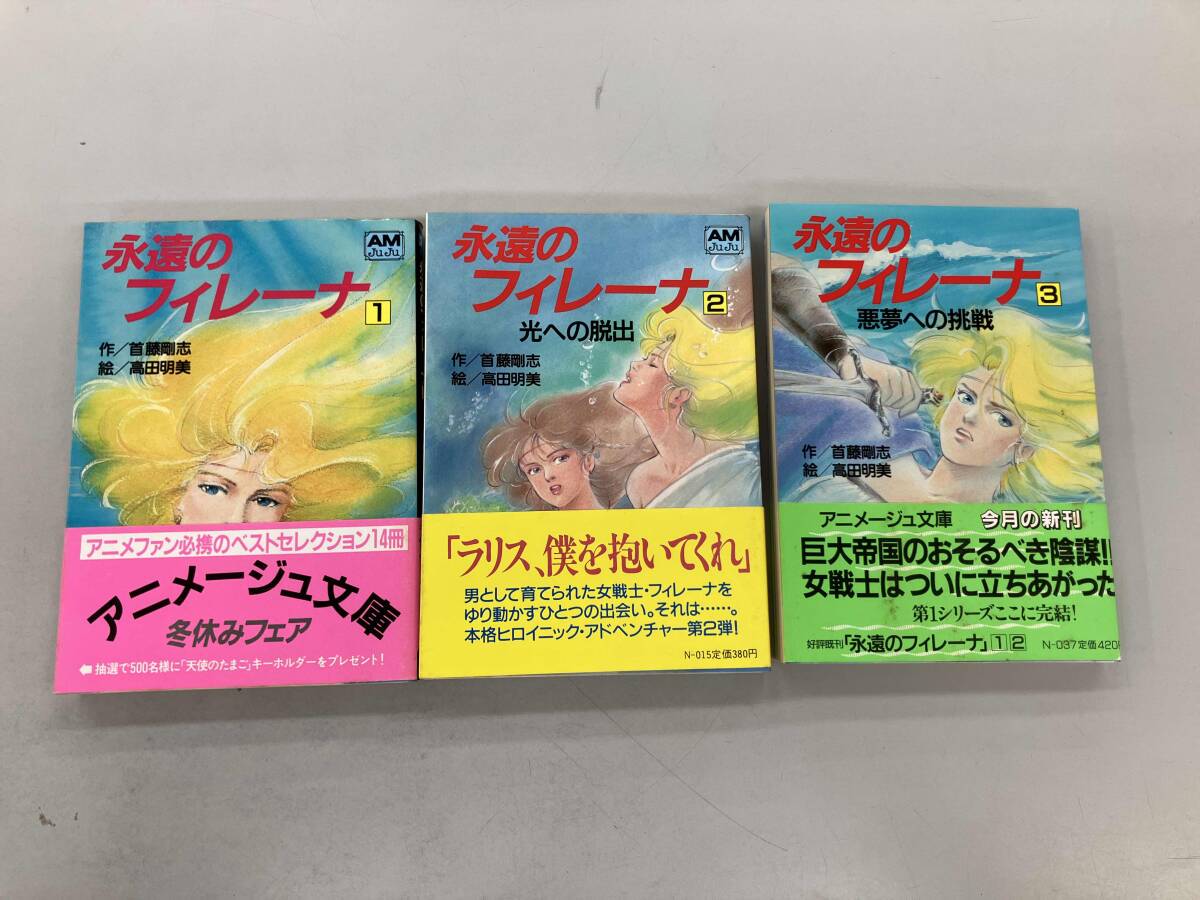 永遠の
フィレーナ 1
AM
JuJu
作/首藤剛志
絵/高田明美
アニメファン必携のベストセレクション14冊
アニメージュ文庫
冬休みフェア
抽選で500名様に「天使のたまご」キーホルダーをプレゼント!
永遠の
フィレーナ 2
AM
JuJu
光への脱出
作/首藤剛志
絵/高田明美
「ラリス、僕を抱いてくれ」
男として育てられた女戦士・フィレーナを
ゆり動かすひとつの出会い。それは……。
本格ヒロイニック・アドベンチャー第2弾!
N-015定価380円
永遠の
フィレーナ 3
悪夢への挑戦
作/首藤剛志
絵/高田明美
アニメージュ文庫 今月の新刊
巨大帝国のおそるべき陰謀!!
女戦士はついに立ちあがった
第1シリーズここに完結!
好評既刊「永遠のフィレーナ」1 2 N-037定価420円